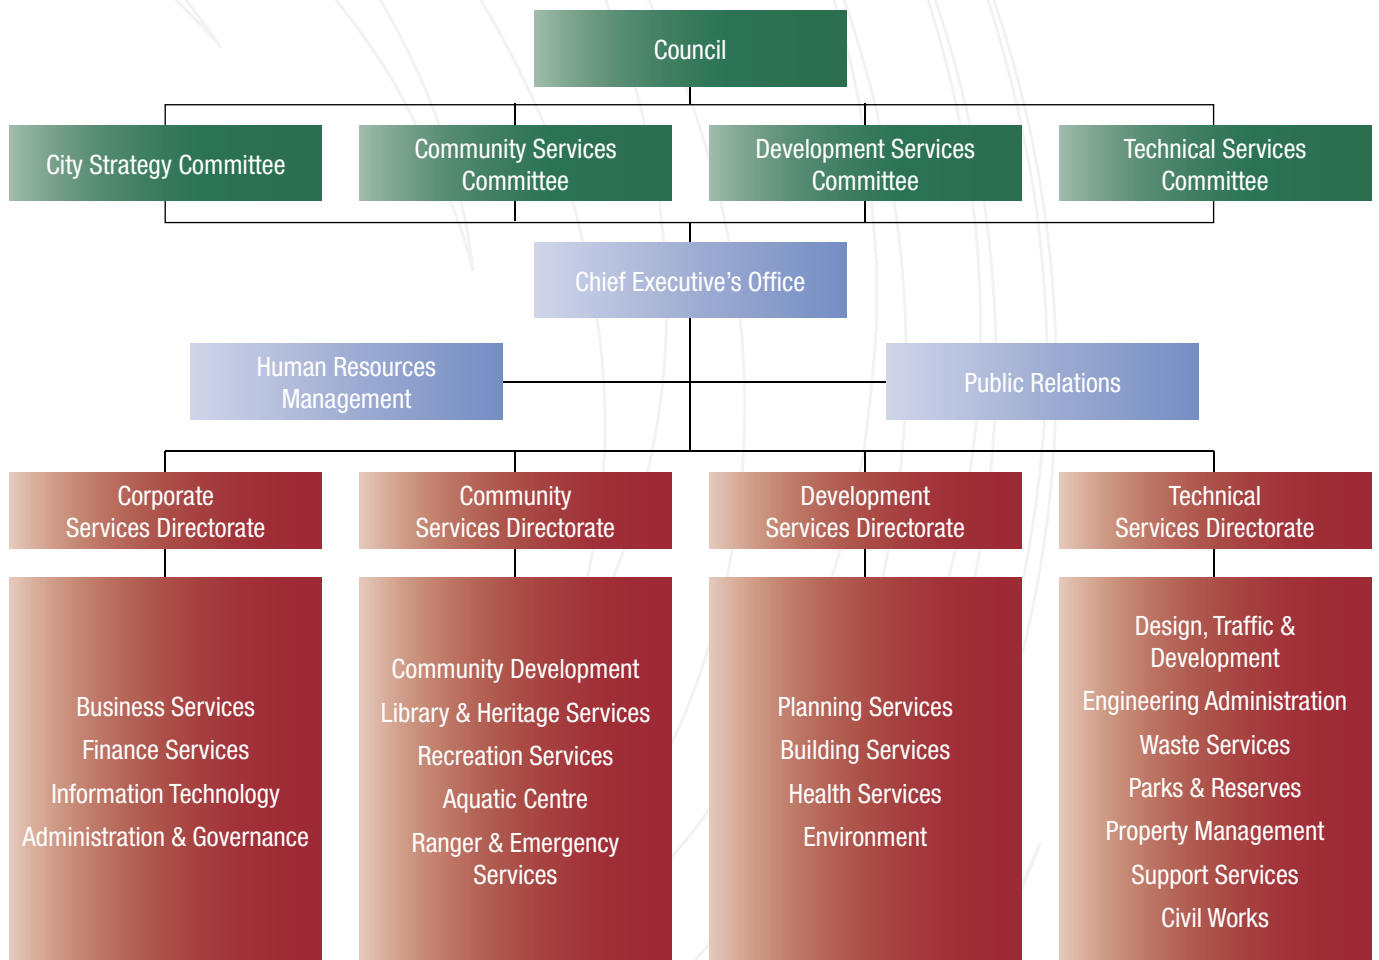 Council
City Strategy Committee
Community Services
Committee
Development Services
Committee
Technical Services
Committee
Chief Executive’s Office
Human Resources
Management
Public Relations
Corporate
Services Directorate
Community
Services Directorate
Development
Services Directorate
Technical
Services Directorate
Business Services
Finance Services
Information Technology
Administration & Governance
Community Development
Library & Heritage Services
Recreation Services
Aquatic Centre
Ranger & Emergency
Services
Planning Services
Building Services
Health Services
Environment
Design, Traffic &
Development
Engineering Administration
Waste Services
Parks & Reserves
Property Management
Support Services
Civil Works